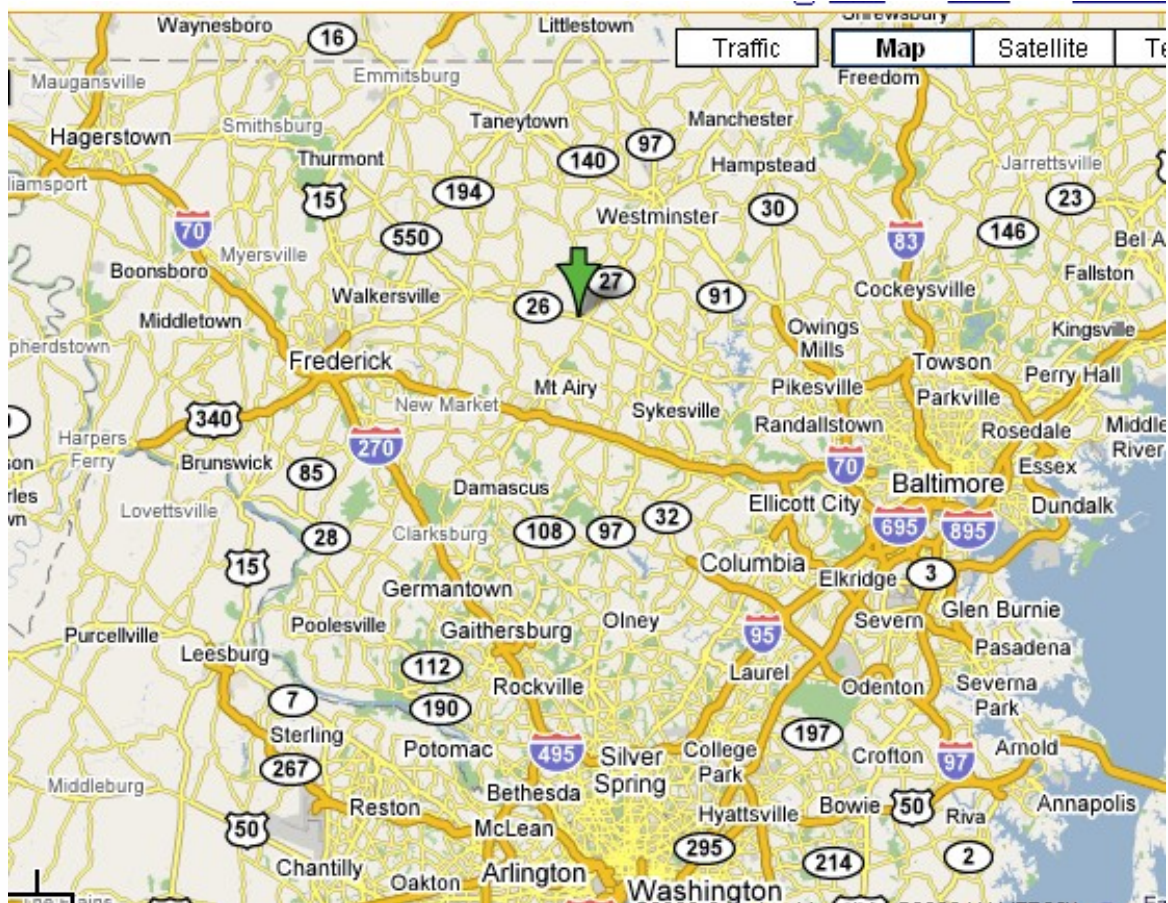 Waynesboro
16
Littlestown
Shrewsbury
Traffic
Map
Satellite
Emmitsburg
Maugansville
Freedom
Hagerstown
Smithsburg
Taneytown
97
Manchester
Thurmont
140
Hampstead
Jarrettsville
15
194
23
Westminster
30
70
550
83
146
Myersville
Boonsboro
27
Fallston
Walkersville
26
91
Cockeysville
Middletown
Owings
Mills
Kingsville
Frederick
Towson
Mt Airy
Pikesville
Perry Hall
New Market
Sykesville
Parkville
340
Randallstown
Rosedale
Middle
River
Harpers
Ferry
270
Brunswick
85
70
Essex
Damascus
Baltimore
Lovettsville
Ellicott City
Dundalk
28
Clarksburg
108
97
32
695
895
15
Columbia
Elkridge
3
Germantown
Glen Burnie
Purcellville
Poolesville
Gaithersburg
Olney
95
Severn
Pasadena
Leesburg
112
Laurel
Rockville
Odenton
Severna
Park
7
190
Sterling
197
Potomac
495
Silver
Spring
College
Park
Crofton
97
Arnold
267
Middleburg
Reston
Bethesda
Hyattsville
Bowie
50
Riva
Annapolis
50
McLean
295
214
2
Chantilly
Oakton
Arlington
Washington